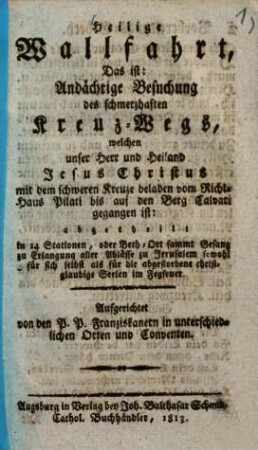 1)
Heilige
Wallfahrt,
Das ist:
Andächtige Besuchung
des schmerzhaften
Kreuz-Wegs,
welchen
unser Herr und Heiland
Jesus Christus
mit dem schweren Kreuze beladen vom Richt-
Haus Pilati bis auf den Berg Calvari
gegangen ist:
abgetheilt
in 14 Stationen, oder Beth-Ort sammt Gesang
zu Erlangung aller Ablässe zu Jerusalem sowohl
für sich selbst als für die abgestorbene christ-
glaubige Seelen im Fegfeuer.
Aufgerichtet
von den P. P. Franziskanern in unterschied-
lichen Orten und Conventen.
Augsburg in Verlag bey Joh. Balthasar Schmid,
Cathol. Buchhändler, 1813.